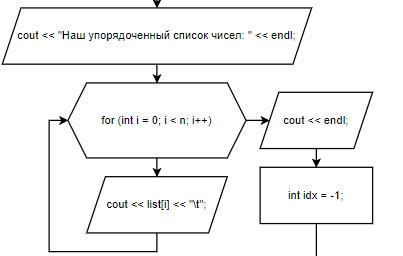 cout << "Наш упорядоченный список чисел: " << endl;
for (int i = 0; i < n; i++)
cout << endl;
cout << list[i] << "\t";
int idx = -1;